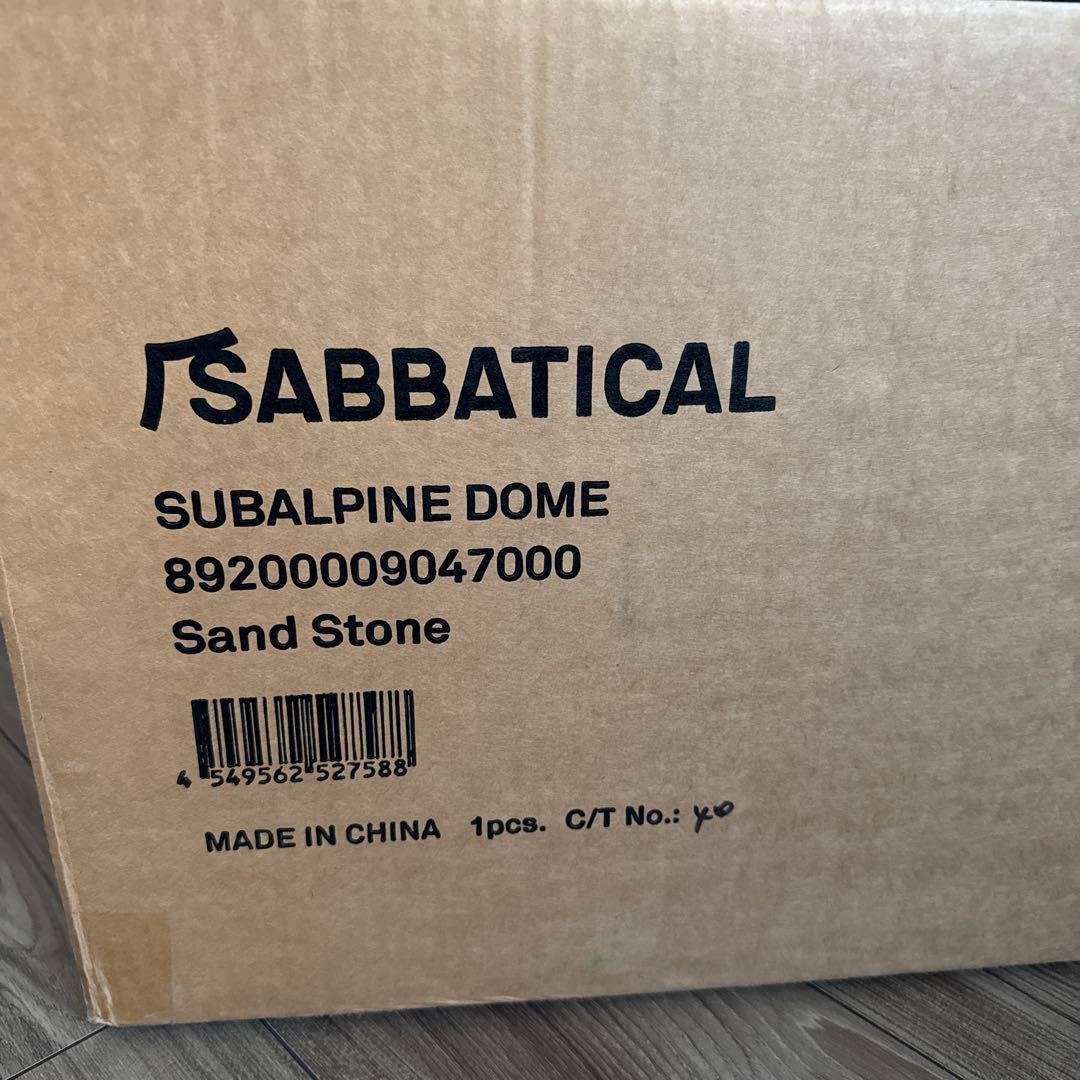 SABBATICAL
SUBALPINE DOME
89200009047000
Sand Stone
4 549562 527588
MADE IN CHINA 1pcs. C/T No.: